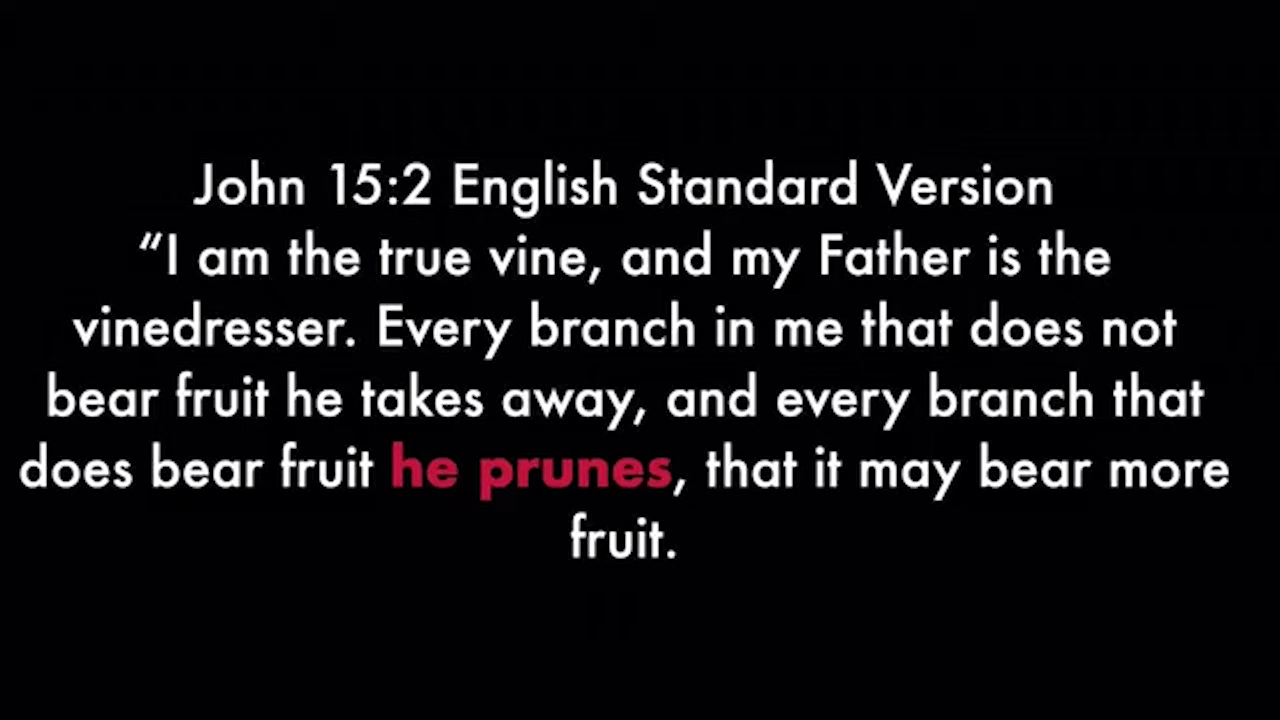 John 15:2 English Standard Version
“I am the true vine, and my Father is the
vinedresser. Every branch in me that does not
bear fruit he takes away, and every branch that
does bear fruit he prunes, that it may bear more
fruit.